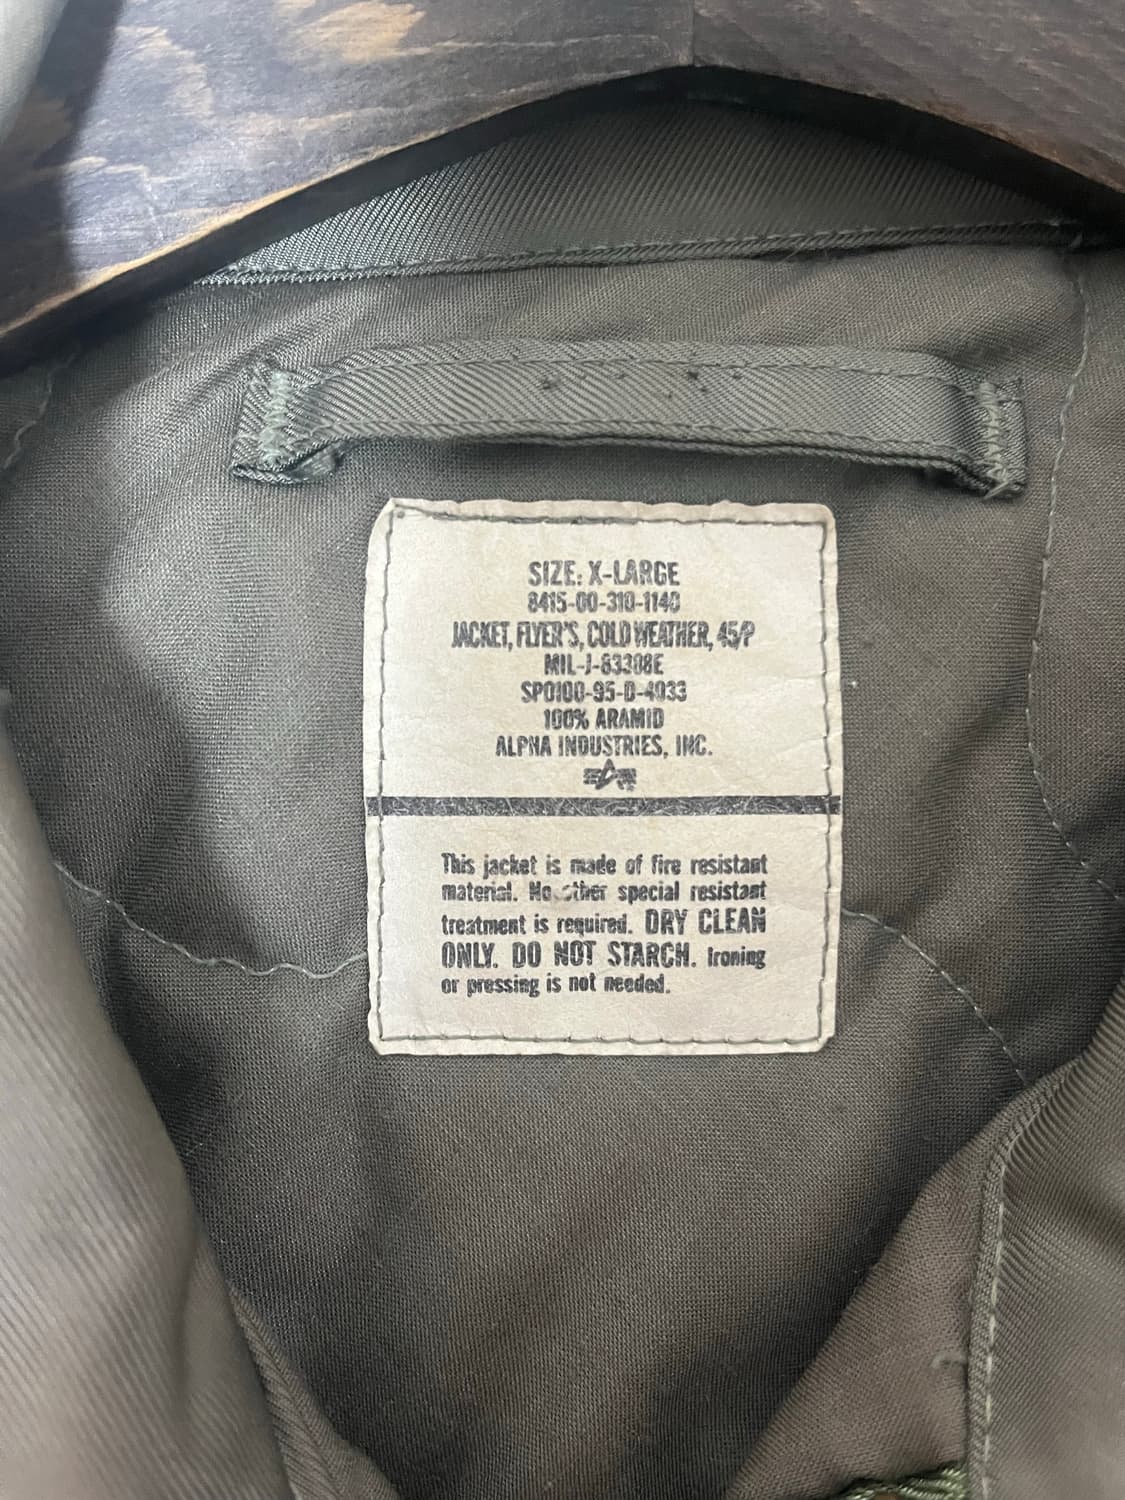 SIZE: X-LARGE
8415-00-310-1140
JACKET, FLYER'S, COLD WEATHER, 45/P
MIL-J-83388E
SP0100-95-D-4033
100% ARAMID
ALPHA INDUSTRIES, INC.
This jacket is made of fire resistant
material. No other special resistant
treatment is required. DRY CLEAN
ONLY. DO NOT STARCH. Ironing
or pressing is not needed.